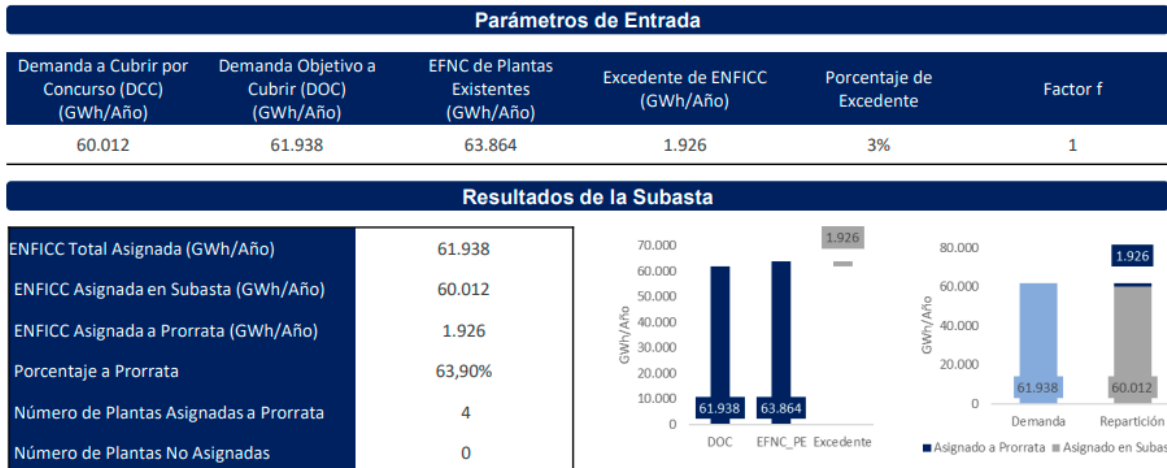 Parámetros de Entrada
Demanda a Cubrir por Concurso (DCC) (GWh/Año)
Demanda Objetivo a Cubrir (DOC) (GWh/Año)
EFNC de Plantas Existentes (GWh/Año)
Excedente de ENFICC (GWh/Año)
Porcentaje de Excedente
Factor f
60.012 61.938 63.864 1.926 3% 1
Resultados de la Subasta
ENFICC Total Asignada (GWh/Año) 61.938
ENFICC Asignada en Subasta (GWh/Año) 60.012
ENFICC Asignada a Prorrata (GWh/Año) 1.926
Porcentaje a Prorrata 63,90%
Número de Plantas Asignadas a Prorrata 4
Número de Plantas No Asignadas 0
GWh/Año
70.000
60.000
50.000
40.000
30.000
20.000
10.000
0
1.926
61.938 63.864
DOC EFNC_PE Excedente
GWh/Año
80.000
60.000
40.000
20.000
0
1.926
61.938 60.012
Demanda Repartición
Asignado a Prorrata Asignado en Subas